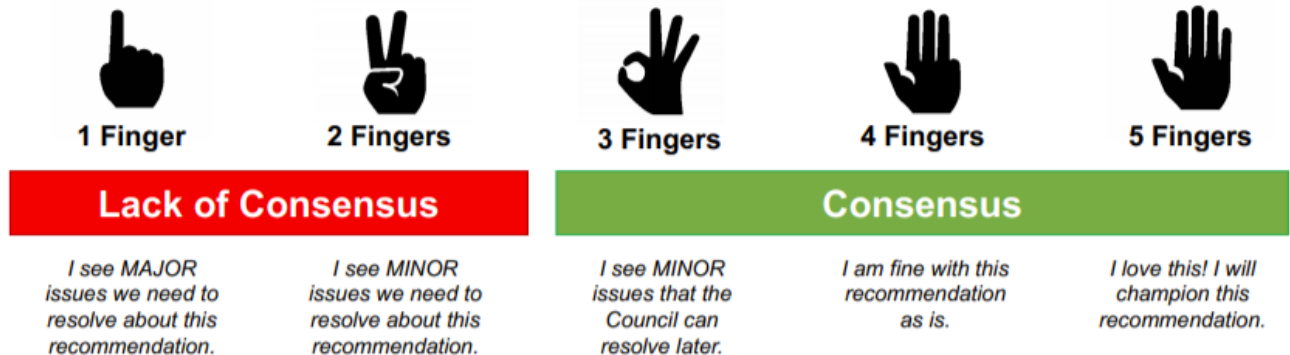 1 Finger
2 Fingers
3 Fingers
4 Fingers
5 Fingers
Lack of Consensus
Consensus
I see MAJOR
issues we need to
resolve about this
recommendation.
I see MINOR
issues we need to
resolve about this
recommendation.
I see MINOR
issues that the
Council can
resolve later.
I am fine with this
recommendation
as is.
I love this! I will
champion this
recommendation.